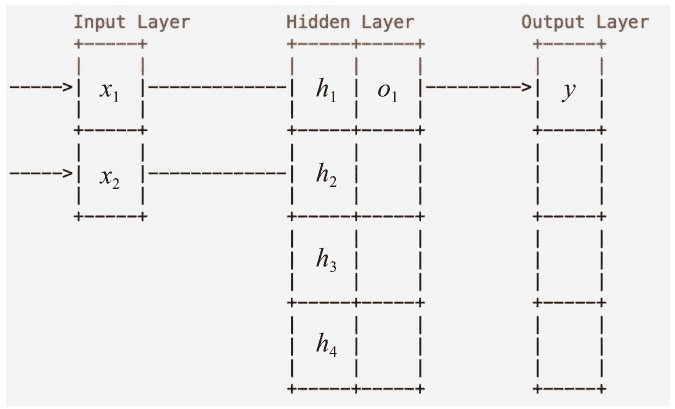 Input Layer Hidden Layer Output Layer
x₁ h₁ o₁ y
x₂ h₂
h₃
h₄